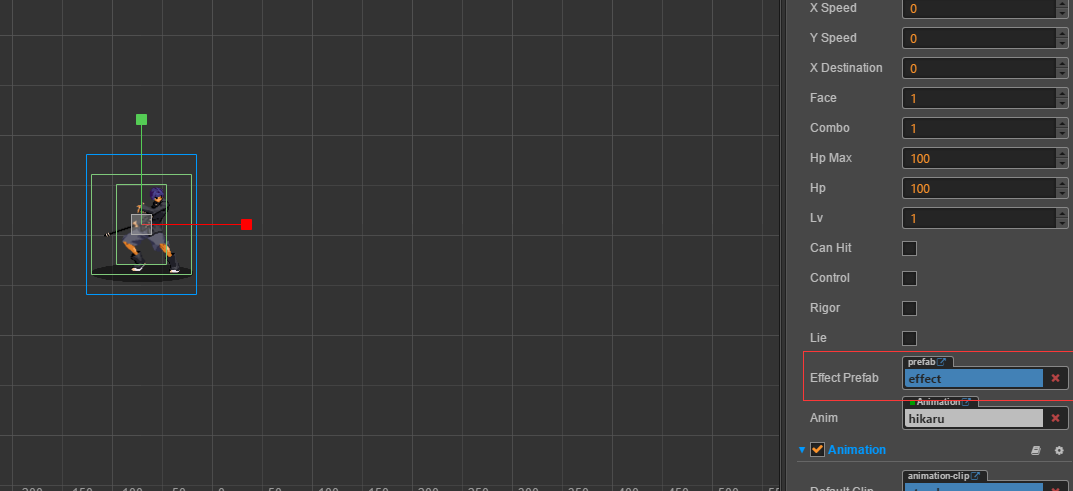 X Speed 0
Y Speed 0
X Destination 0
Face 1
Combo 1
Hp Max 100
Hp 100
Lv 1
Can Hit
Control
Rigor
Lie
prefab
Effect Prefab effect
Animation
Anim hikaru
Animation
animation-clip
Default Clip